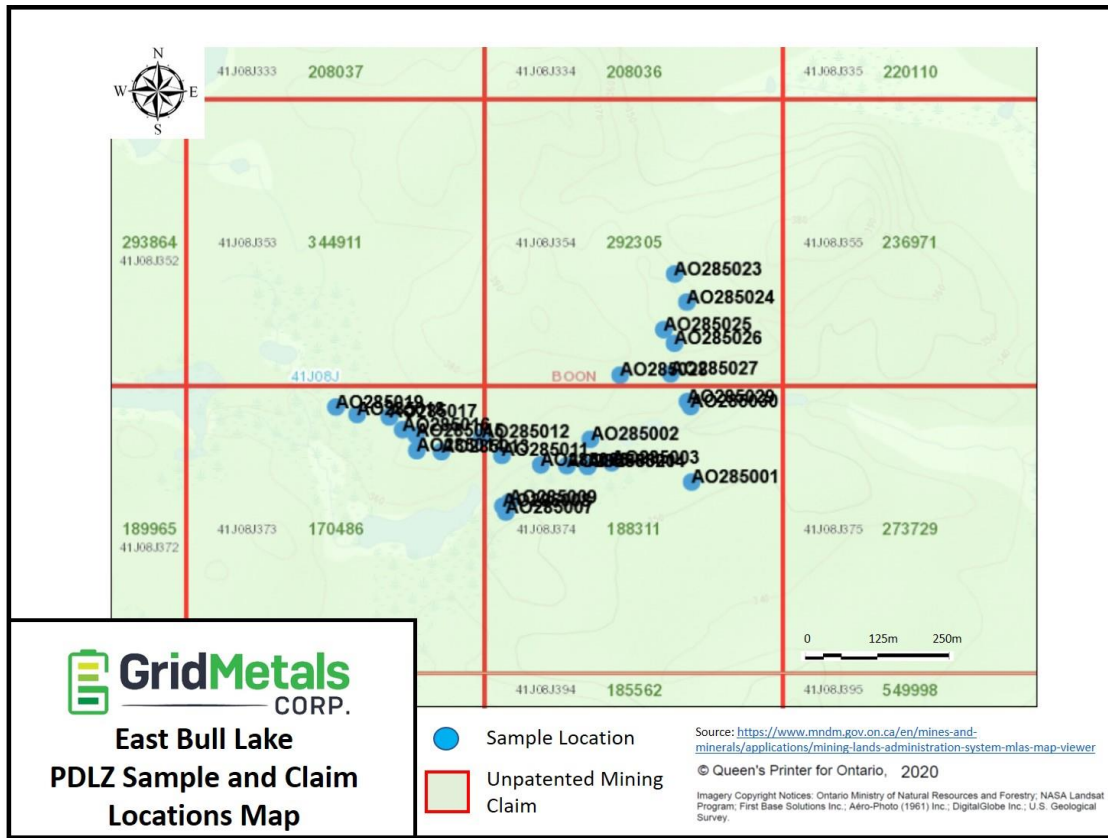 N
W E
S
41J08J333 208037
41J08J334 208036
41J08J335 220110
293864
41J08J352
41J08J353 344911
41J08J354 292305
41J08J355 236971
AO285023
AO285024
AO285025
AO285026
AO285027
41J08J
BOON
AO285019
AO285017
AO285016
AO285012
AO285002
AO285011
AO285003
AO285001
AO285009
AO285007
189965
41J08J372
41J08J373 170486
41J08J374 188311
41J08J375 273729
0 125m 250m
41J08J394 185562
41J08J395 549998
GridMetals
CORP.
East Bull Lake
PDLZ Sample and Claim
Locations Map
Sample Location
Unpatented Mining
Claim
Source: https://www.mndm.gov.on.ca/en/mines-and-
minerals/applications/mining-lands-administration-system-mlas-map-viewer
© Queen's Printer for Ontario, 2020
Imagery Copyright Notices: Ontario Ministry of Natural Resources and Forestry; NASA Landsat
Program; First Base Solutions Inc.; Aéro-Photo (1961) Inc.; DigitalGlobe Inc.; U.S. Geological
Survey.